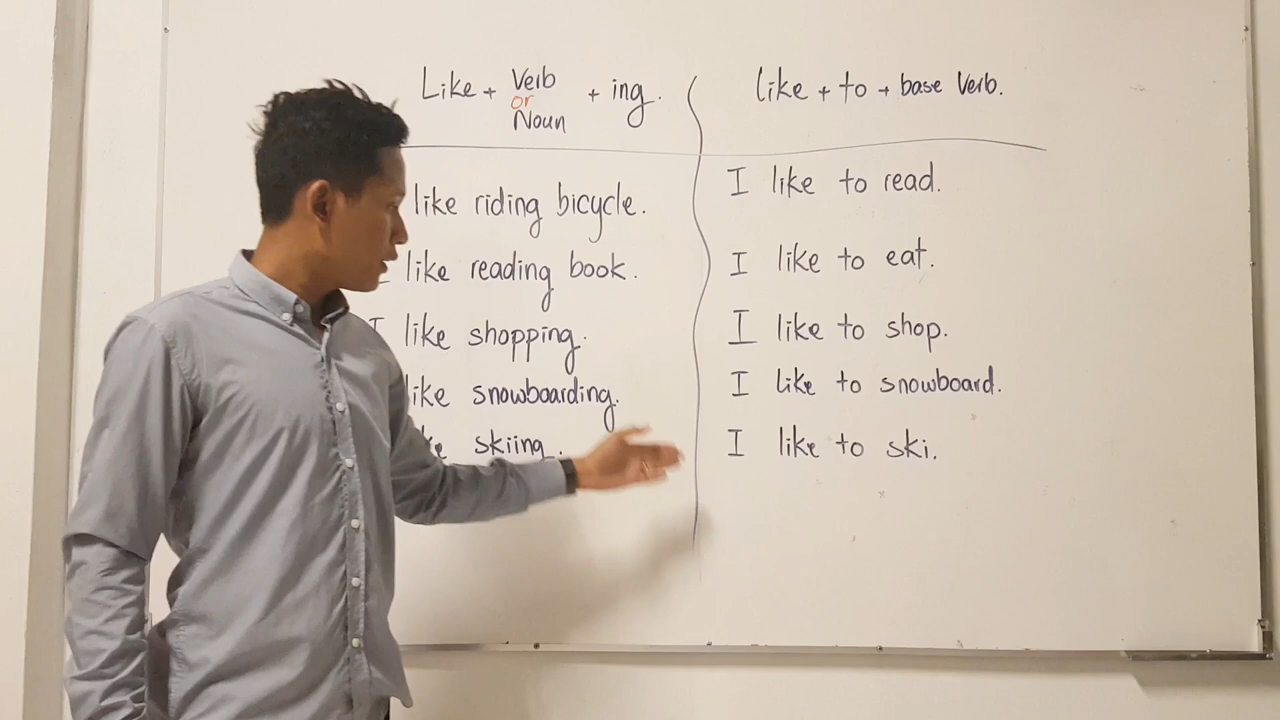 Like + Verb or Noun + ing.
like riding bicycle.
like reading book.
I like shopping.
like snowboarding.
skiing.
like + to + base Verb.
I like to read.
I like to eat.
I like to shop.
I like to snowboard.
I like to ski.